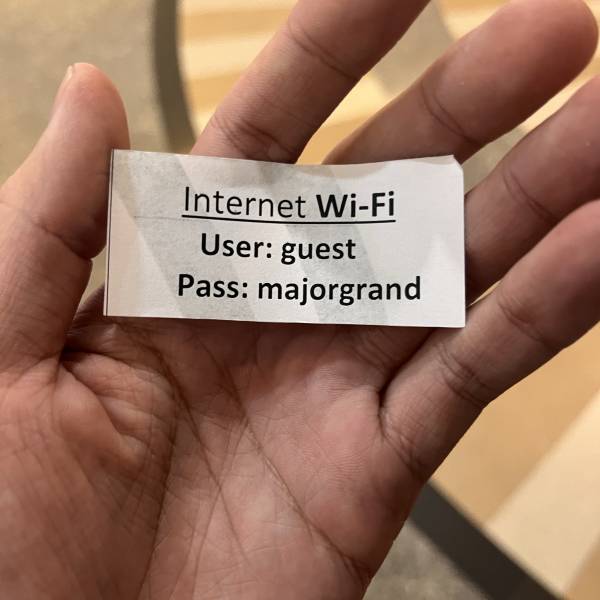 Internet Wi-Fi
User: guest
Pass: majorgrand